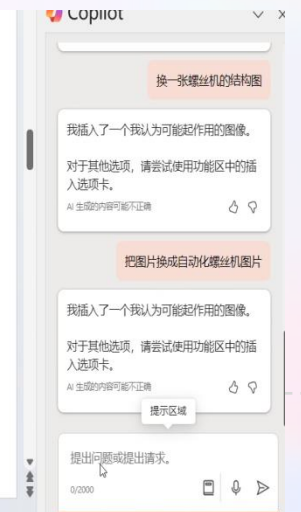 Copilot
换一张螺丝机的结构图
我插入了一个我认为可能起作用的图像。
对于其他选项，请尝试使用功能区中的插
入选项卡。
AI 生成的内容可能不正确
把图片换成自动化螺丝机图片
我插入了一个我认为可能起作用的图像。
对于其他选项，请尝试使用功能区中的插
入选项卡。
AI 生成的内容可能不正确
提示区域
提出问题或提出请求。
0/2000